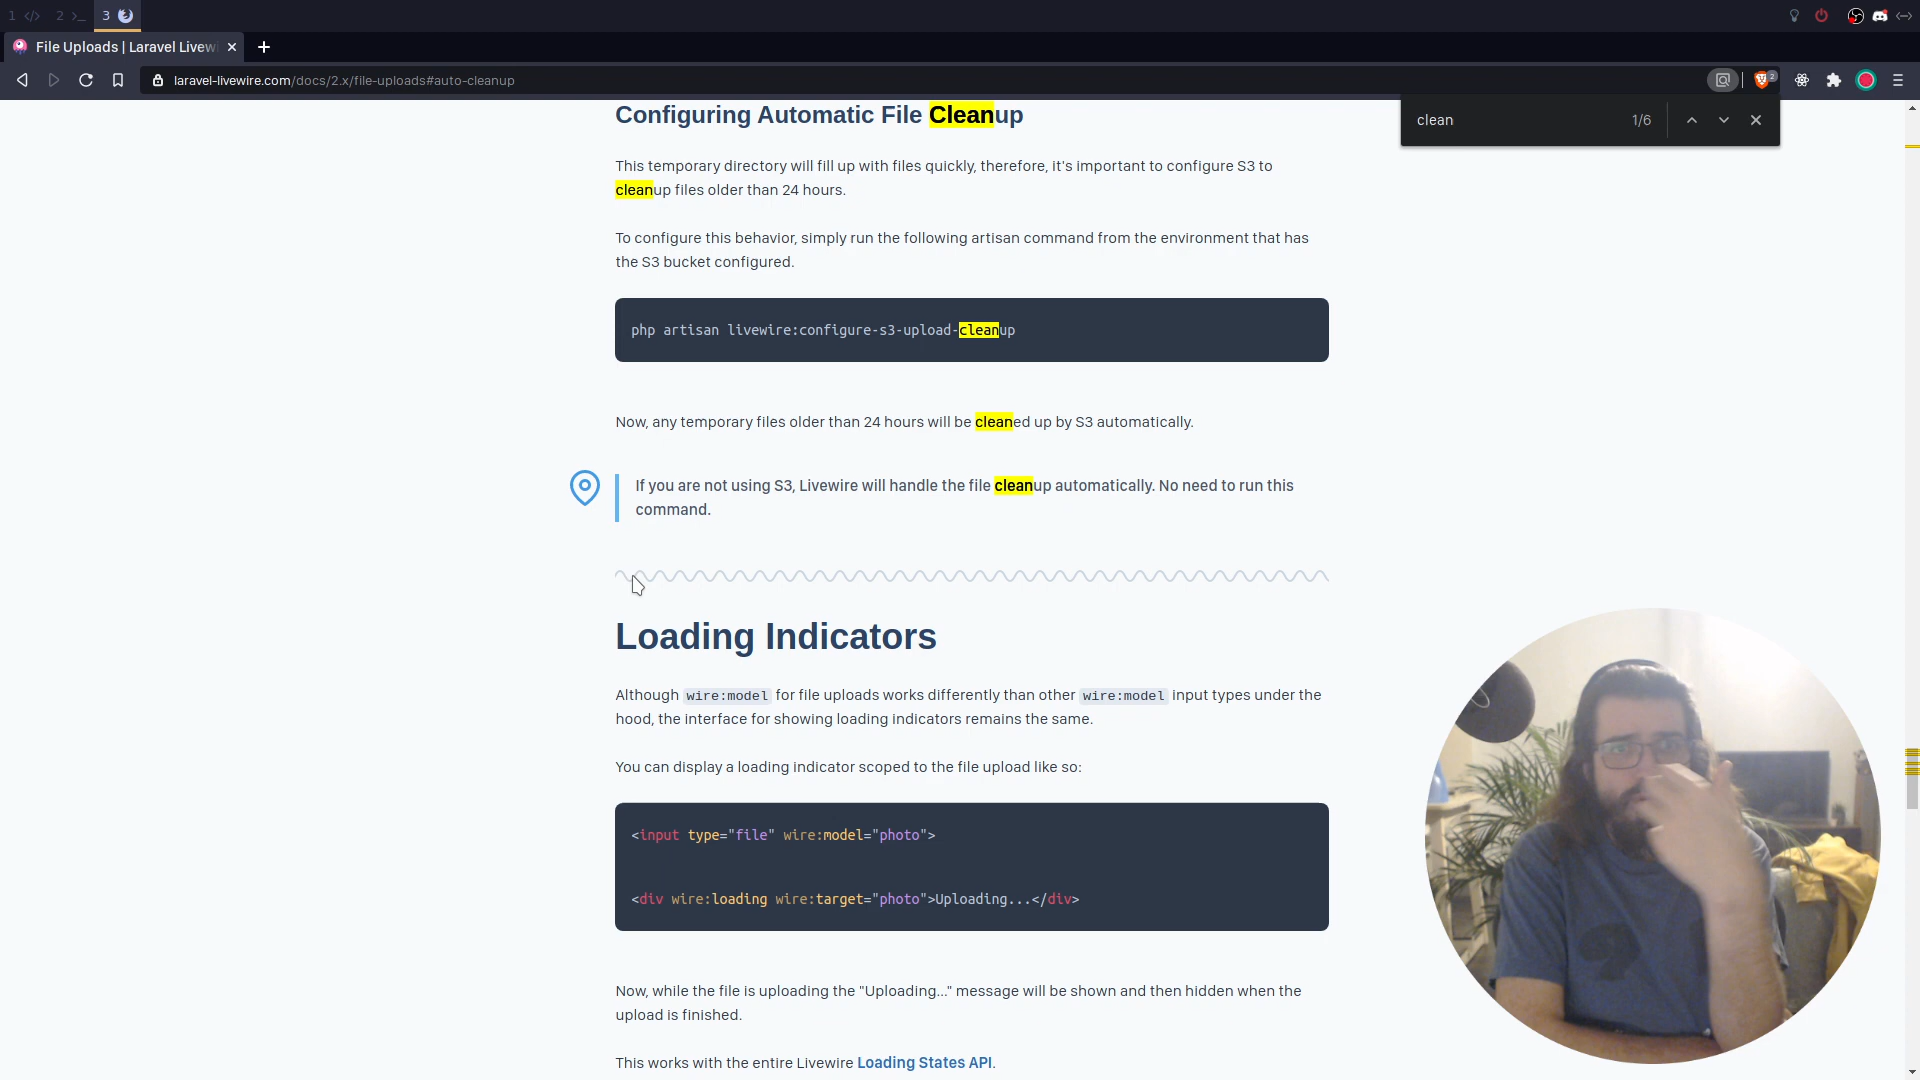 1 </> 2 >_ 3
File Uploads | Laravel Livew
laravel-livewire.com/docs/2.x/file-uploads#auto-cleanup
2
clean 1/6
Configuring Automatic File Cleanup
This temporary directory will fill up with files quickly, therefore, it's important to configure S3 to
cleanup files older than 24 hours.
To configure this behavior, simply run the following artisan command from the environment that has
the S3 bucket configured.
php artisan livewire:configure-s3-upload-cleanup
Now, any temporary files older than 24 hours will be cleaned up by S3 automatically.
If you are not using S3, Livewire will handle the file cleanup automatically. No need to run this
command.
Loading Indicators
Although wire:model for file uploads works differently than other wire:model input types under the
hood, the interface for showing loading indicators remains the same.
You can display a loading indicator scoped to the file upload like so:
<input type="file" wire:model="photo">
<div wire:loading wire:target="photo">Uploading...</div>
Now, while the file is uploading the "Uploading..." message will be shown and then hidden when the
upload is finished.
This works with the entire Livewire Loading States API.